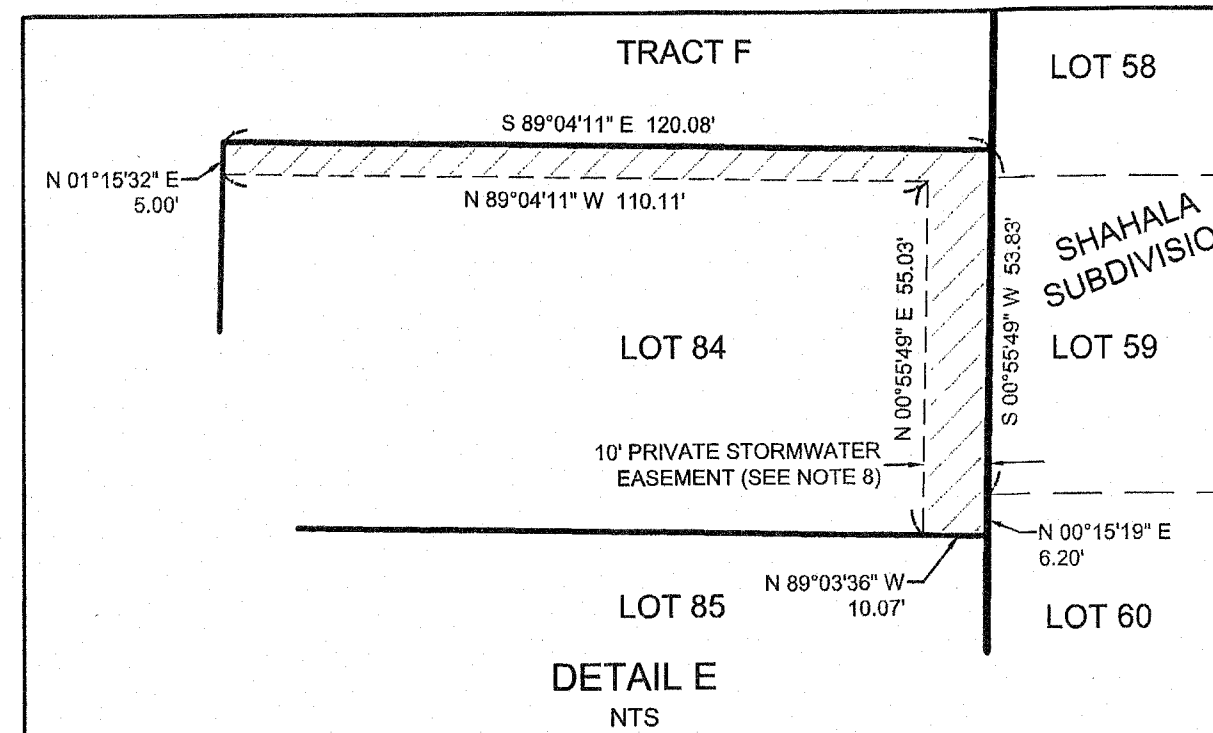 TRACT F
LOT 58
S 89°04'11" E 120.08'
N 01°15'32" E
5.00'
N 89°04'11" W 110.11'
SHAHALA
N 00°55'49" E 55.03'
S 00°55'49" W 53.83'
LOT 84
LOT 59
10' PRIVATE STORMWATER
EASEMENT (SEE NOTE 8)
N 00°15'19" E
6.20'
N 89°03'36" W
10.07'
LOT 85
LOT 60
DETAIL E
NTS